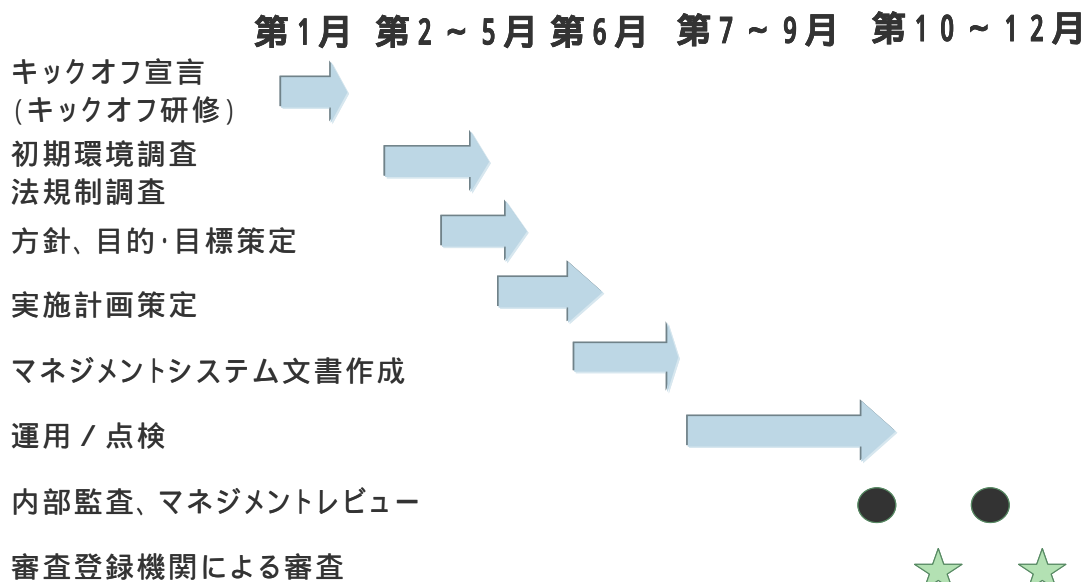 第1月 第2～5月 第6月 第7～9月 第10～12月
キックオフ宣言
(キックオフ研修)
初期環境調査
法規制調査
方針、目的・目標策定
実施計画策定
マネジメントシステム文書作成
運用/点検
内部監査、マネジメントレビュー
審査登録機関による審査